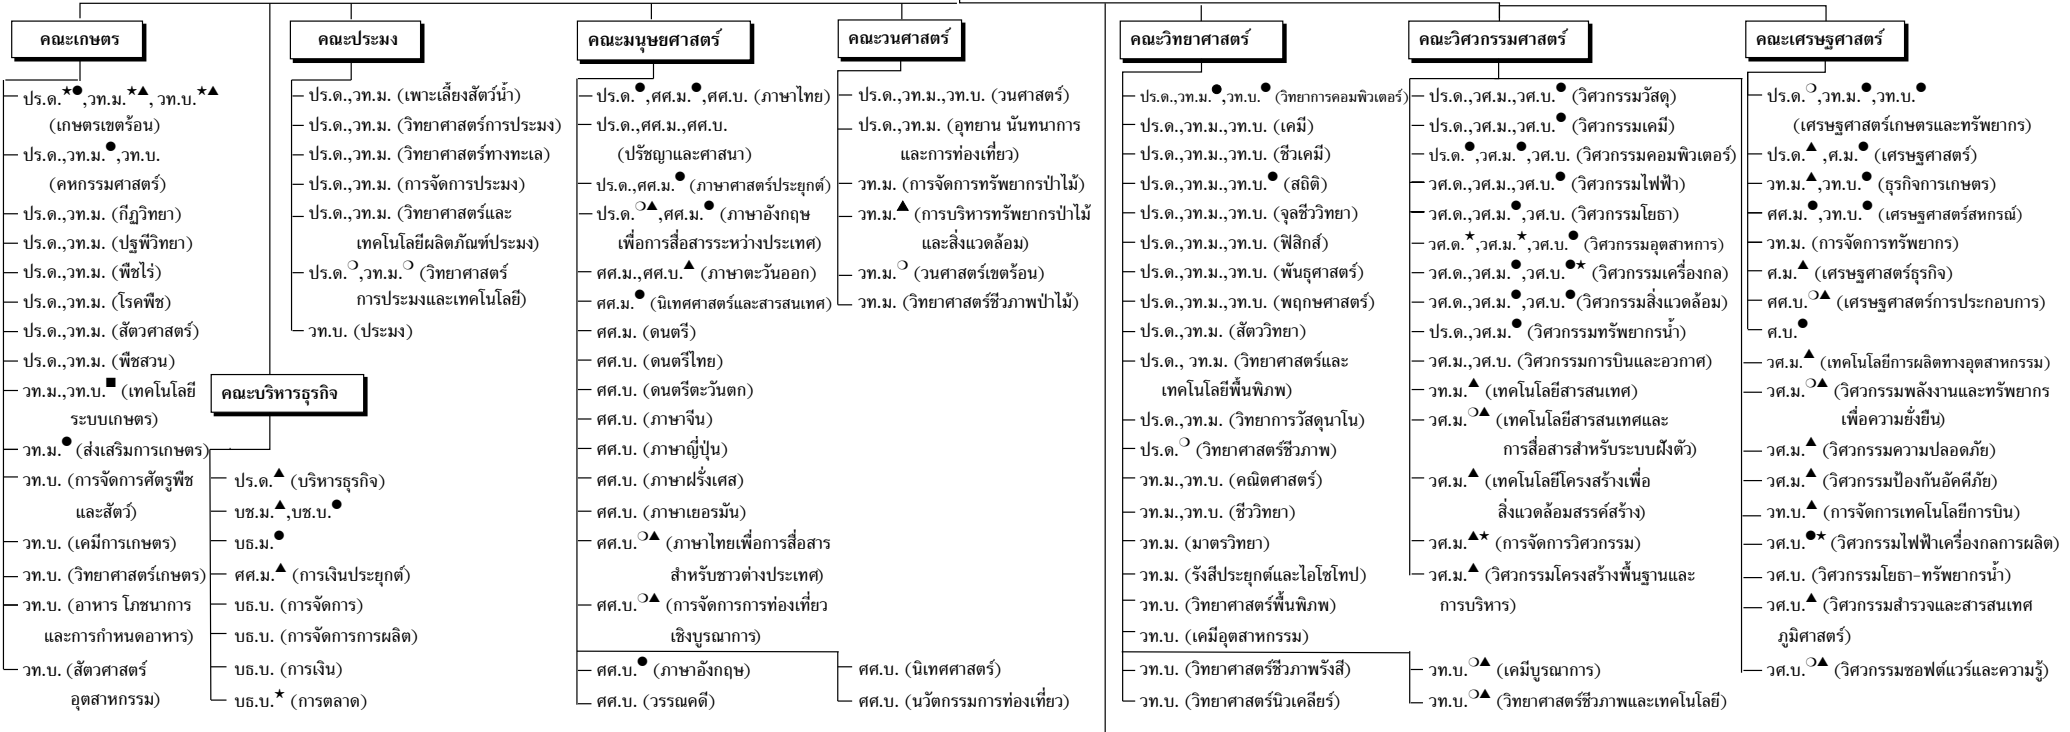 คณะเกษตร
ปร.ด.★●,วท.ม.★▲, วท.บ.★▲
(เกษตรเขตร้อน)
ปร.ด.,วท.ม.●,วท.บ.
(คหกรรมศาสตร์)
ปร.ด.,วท.ม. (กีฏวิทยา)
ปร.ด.,วท.ม. (ปฐพีวิทยา)
ปร.ด.,วท.ม. (พืชไร่)
ปร.ด.,วท.ม. (โรคพืช)
ปร.ด.,วท.ม. (สัตวศาสตร์)
ปร.ด.,วท.ม. (พืชสวน)
วท.ม.,วท.บ.■ (เทคโนโลยี
ระบบเกษตร)
วท.ม.● (ส่งเสริมการเกษตร)
วท.บ. (การจัดการศัตรูพืช
และสัตว์)
วท.บ. (เคมีการเกษตร)
วท.บ. (วิทยาศาสตร์เกษตร)
วท.บ. (อาหาร โภชนาการ
และการกำหนดอาหาร)
วท.บ. (สัตวศาสตร์
อุตสาหกรรม)
คณะบริหารธุรกิจ
ปร.ด.▲ (บริหารธุรกิจ)
บช.ม.▲,บช.บ.●
บธ.ม.●
ศศ.ม.▲ (การเงินประยุกต์)
บธ.บ. (การจัดการ)
บธ.บ. (การจัดการการผลิต)
บธ.บ. (การเงิน)
บธ.บ.★ (การตลาด)
คณะประมง
ปร.ด.,วท.ม. (เพาะเลี้ยงสัตว์น้ำ)
ปร.ด.,วท.ม. (วิทยาศาสตร์การประมง)
ปร.ด.,วท.ม. (วิทยาศาสตร์ทางทะเล)
ปร.ด.,วท.ม. (การจัดการประมง)
ปร.ด.,วท.ม. (วิทยาศาสตร์และ
เทคโนโลยีผลิตภัณฑ์ประมง)
ปร.ด.❍,วท.ม.❍ (วิทยาศาสตร์
การประมงและเทคโนโลยี)
วท.บ. (ประมง)
คณะมนุษยศาสตร์
ปร.ด.●,ศศ.ม.●,ศศ.บ. (ภาษาไทย)
ปร.ด.,ศศ.ม.,ศศ.บ.
(ปรัชญาและศาสนา)
ปร.ด.,ศศ.ม.● (ภาษาศาสตร์ประยุกต์)
ปร.ด.❍▲,ศศ.ม.● (ภาษาอังกฤษ
เพื่อการสื่อสารระหว่างประเทศ)
ศศ.ม.,ศศ.บ.▲ (ภาษาตะวันออก)
ศศ.ม.● (นิเทศศาสตร์และสารสนเทศ)
ศศ.ม. (ดนตรี)
ศศ.บ. (ดนตรีไทย)
ศศ.บ. (ดนตรีตะวันตก)
ศศ.บ. (ภาษาจีน)
ศศ.บ. (ภาษาญี่ปุ่น)
ศศ.บ. (ภาษาฝรั่งเศส)
ศศ.บ. (ภาษาเยอรมัน)
ศศ.บ.❍▲ (ภาษาไทยเพื่อการสื่อสาร
สำหรับชาวต่างประเทศ)
ศศ.บ.❍▲ (การจัดการการท่องเที่ยว
เชิงบูรณาการ)
ศศ.บ.● (ภาษาอังกฤษ)
ศศ.บ. (วรรณคดี)
ศศ.บ. (นิเทศศาสตร์)
ศศ.บ. (นวัตกรรมการท่องเที่ยว)
คณะวนศาสตร์
ปร.ด.,วท.ม.,วท.บ. (วนศาสตร์)
ปร.ด.,วท.ม. (อุทยาน นันทนาการ
และการท่องเที่ยว)
วท.ม. (การจัดการทรัพยากรป่าไม้)
วท.ม.▲ (การบริหารทรัพยากรป่าไม้
และสิ่งแวดล้อม)
วท.ม.❍ (วนศาสตร์เขตร้อน)
วท.ม. (วิทยาศาสตร์ชีวภาพป่าไม้)
คณะวิทยาศาสตร์
ปร.ด.,วท.ม.●,วท.บ.● (วิทยาการคอมพิวเตอร์)
ปร.ด.,วท.ม.,วท.บ. (เคมี)
ปร.ด.,วท.ม.,วท.บ. (ชีวเคมี)
ปร.ด.,วท.ม.,วท.บ.● (สถิติ)
ปร.ด.,วท.ม.,วท.บ. (จุลชีววิทยา)
ปร.ด.,วท.ม.,วท.บ. (ฟิสิกส์)
ปร.ด.,วท.ม.,วท.บ. (พันธุศาสตร์)
ปร.ด.,วท.ม.,วท.บ. (พฤกษศาสตร์)
ปร.ด.,วท.ม. (สัตววิทยา)
ปร.ด., วท.ม. (วิทยาศาสตร์และ
เทคโนโลยีพื้นพิภพ)
ปร.ด.,วท.ม. (วิทยาการวัสดุนาโน)
ปร.ด.❍ (วิทยาศาสตร์ชีวภาพ)
วท.ม.,วท.บ. (คณิตศาสตร์)
วท.ม.,วท.บ. (ชีววิทยา)
วท.ม. (มาตรวิทยา)
วท.ม. (รังสีประยุกต์และไอโซโทป)
วท.บ. (วิทยาศาสตร์พื้นพิภพ)
วท.บ. (เคมีอุตสาหกรรม)
วท.บ. (วิทยาศาสตร์ชีวภาพรังสี)
วท.บ. (วิทยาศาสตร์นิวเคลียร์)
วท.บ.❍▲ (เคมีบูรณาการ)
วท.บ.❍▲ (วิทยาศาสตร์ชีวภาพและเทคโนโลยี)
คณะวิศวกรรมศาสตร์
ปร.ด.,วศ.ม.,วศ.บ.● (วิศวกรรมวัสดุ)
ปร.ด.,วศ.ม.,วศ.บ.● (วิศวกรรมเคมี)
ปร.ด.●,วศ.ม.●,วศ.บ. (วิศวกรรมคอมพิวเตอร์)
วศ.ด.,วศ.ม.,วศ.บ.● (วิศวกรรมไฟฟ้า)
วศ.ด.,วศ.ม.●,วศ.บ. (วิศวกรรมโยธา)
วศ.ด.★,วศ.ม.★,วศ.บ.● (วิศวกรรมอุตสาหการ)
วศ.ด.,วศ.ม.●,วศ.บ.●★ (วิศวกรรมเครื่องกล)
วศ.ด.,วศ.ม.●,วศ.บ.●(วิศวกรรมสิ่งแวดล้อม)
ปร.ด.,วศ.ม.● (วิศวกรรมทรัพยากรน้ำ)
วศ.ม.,วศ.บ. (วิศวกรรมการบินและอวกาศ)
วท.ม.▲ (เทคโนโลยีสารสนเทศ)
วศ.ม.❍▲ (เทคโนโลยีสารสนเทศและ
การสื่อสารสำหรับระบบฝังตัว)
วศ.ม.▲ (เทคโนโลยีโครงสร้างเพื่อ
สิ่งแวดล้อมสรรค์สร้าง)
วศ.ม.▲★ (การจัดการวิศวกรรม)
วศ.ม.▲ (วิศวกรรมโครงสร้างพื้นฐานและ
การบริหาร)
วศ.ม.▲ (เทคโนโลยีการผลิตทางอุตสาหกรรม)
วศ.ม.❍▲ (วิศวกรรมพลังงานและทรัพยากร
เพื่อความยั่งยืน)
วศ.ม.▲ (วิศวกรรมความปลอดภัย)
วศ.ม.▲ (วิศวกรรมป้องกันอัคคีภัย)
วท.บ.▲ (การจัดการเทคโนโลยีการบิน)
วศ.บ.●★ (วิศวกรรมไฟฟ้าเครื่องกลการผลิต)
วศ.บ. (วิศวกรรมโยธา-ทรัพยากรน้ำ)
วศ.บ.▲ (วิศวกรรมสำรวจและสารสนเทศ
ภูมิศาสตร์)
วศ.บ.❍▲ (วิศวกรรมซอฟต์แวร์และความรู้)
คณะเศรษฐศาสตร์
ปร.ด.❍,วท.ม.●,วท.บ.●
(เศรษฐศาสตร์เกษตรและทรัพยากร)
ปร.ด.▲,ศ.ม.● (เศรษฐศาสตร์)
วท.ม.▲,วท.บ.● (ธุรกิจการเกษตร)
ศศ.ม.●,วท.บ.● (เศรษฐศาสตร์สหกรณ์)
วท.ม. (การจัดการทรัพยากร)
ศ.ม.▲ (เศรษฐศาสตร์ธุรกิจ)
ศศ.บ.❍▲ (เศรษฐศาสตร์การประกอบการ)
ศ.บ.●